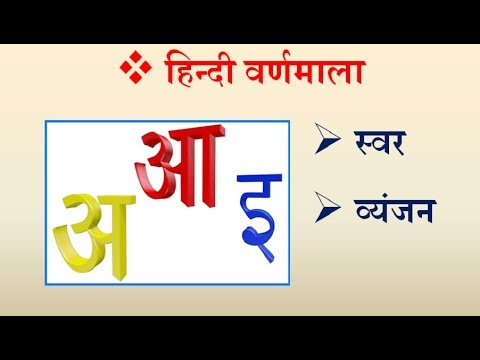 ❖ हिन्दी वर्णमाला
अ आ इ
➢ स्वर
➢ व्यंजन